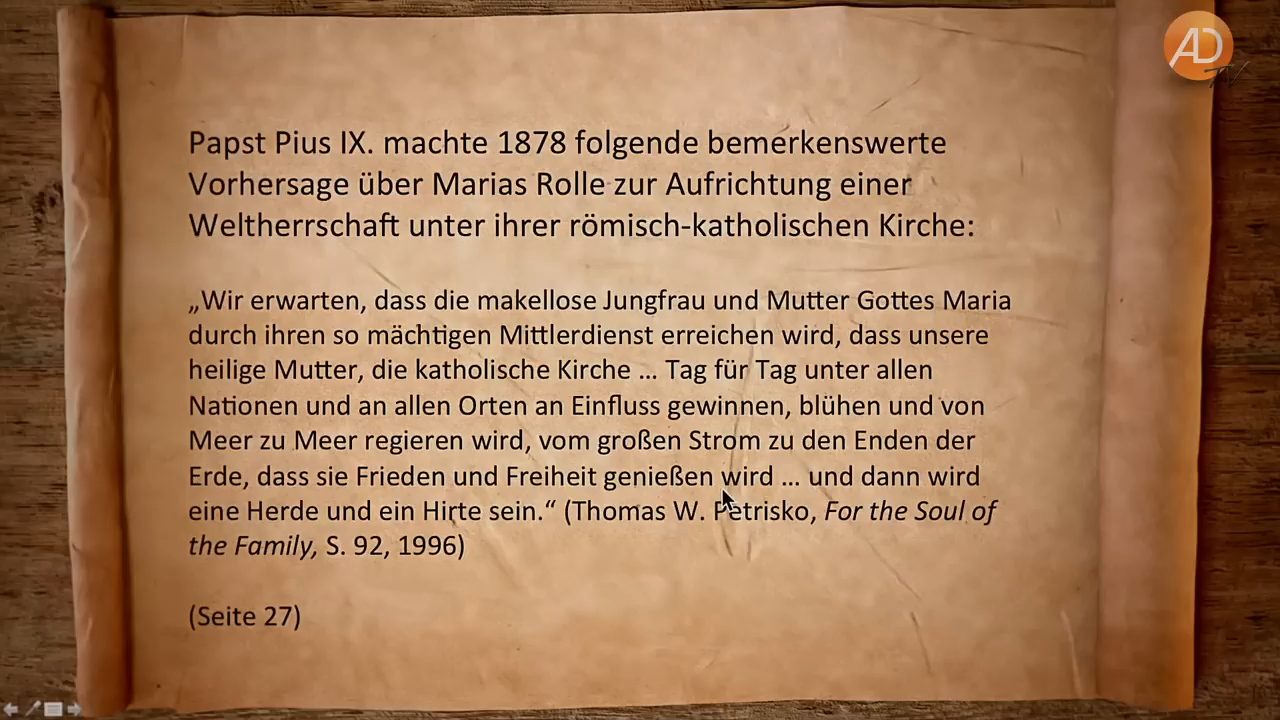 AD
TV
Papst Pius IX. machte 1878 folgende bemerkenswerte
Vorhersage über Marias Rolle zur Aufrichtung einer
Weltherrschaft unter ihrer römisch-katholischen Kirche:
„Wir erwarten, dass die makellose Jungfrau und Mutter Gottes Maria
durch ihren so mächtigen Mittlerdienst erreichen wird, dass unsere
heilige Mutter, die katholische Kirche ... Tag für Tag unter allen
Nationen und an allen Orten an Einfluss gewinnen, blühen und von
Meer zu Meer regieren wird, vom großen Strom zu den Enden der
Erde, dass sie Frieden und Freiheit genießen wird ... und dann wird
eine Herde und ein Hirte sein.“ (Thomas W. Petrisko, For the Soul of
the Family, S. 92, 1996)
(Seite 27)